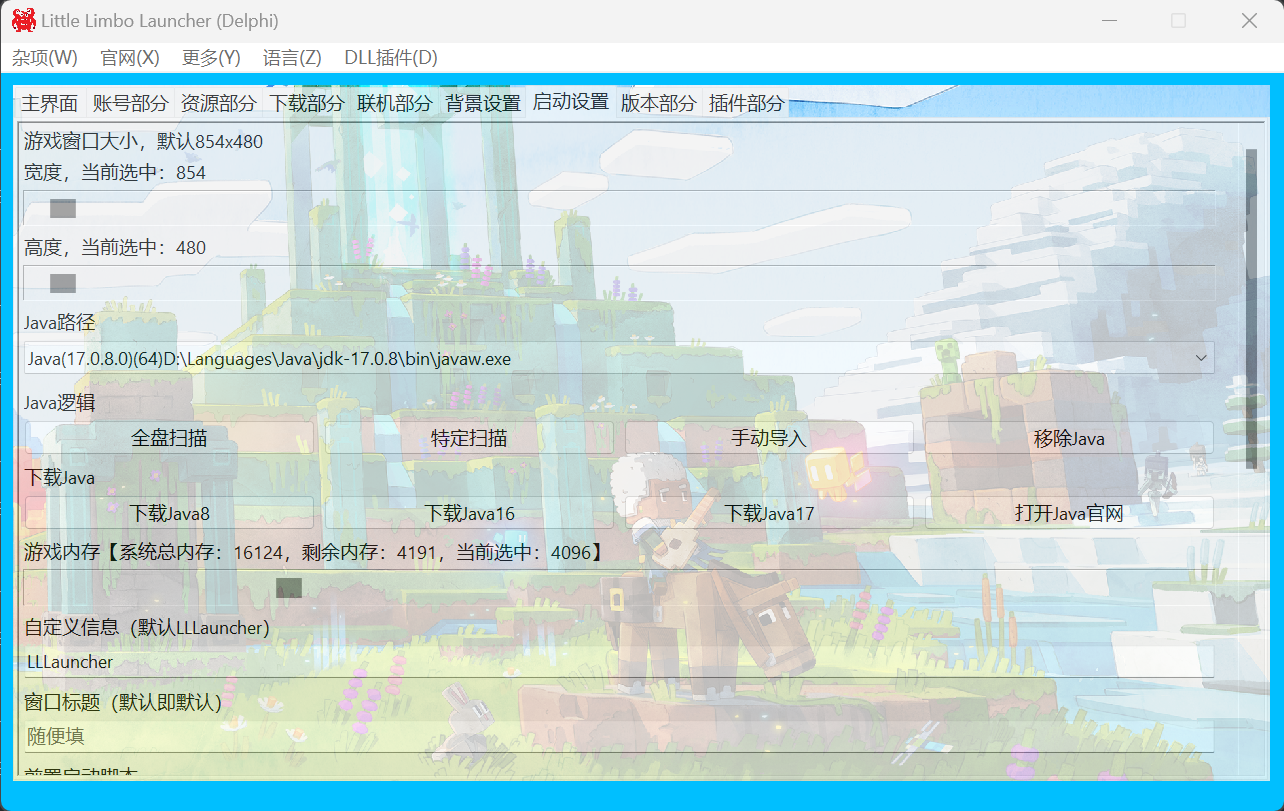 Little Limbo Launcher (Delphi)
杂项(W) 官网(X) 更多(Y) 语言(Z) DLL插件(D)
主界面 账号部分 资源部分 下载部分 联机部分 背景设置 启动设置 版本部分 插件部分
游戏窗口大小，默认854x480
宽度，当前选中：854
高度，当前选中：480
Java路径
Java(17.0.8.0)(64)D:\Languages\Java\jdk-17.0.8\bin\javaw.exe
Java逻辑
全盘扫描 特定扫描 手动导入 移除Java
下载Java
下载Java8 下载Java16 下载Java17 打开Java官网
游戏内存【系统总内存：16124，剩余内存：4191，当前选中：4096】
自定义信息（默认LLLauncher）
LLLauncher
窗口标题（默认即默认）
随便填
前置启动脚本